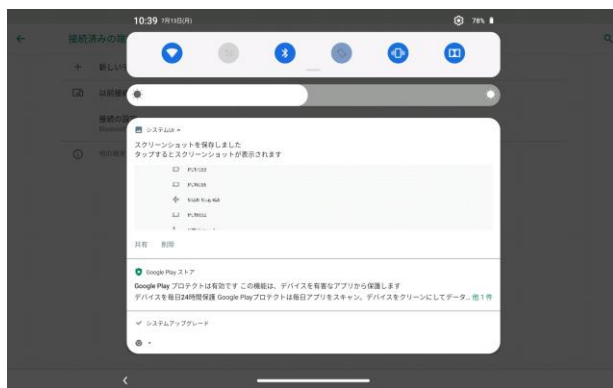 10:39 7月13日(月)
78%
接続済みの端
+ 新しいデ
以前接続
接続の設
Bluetooth
システムUI
スクリーンショットを保存しました
タップするとスクリーンショットが表示されます
共有 削除
Google Play ストア
Google Play プロテクトは有効です この機能は、デバイスを有害なアプリから保護します
デバイスを毎日24時間保護 Google Playプロテクトは毎日アプリをスキャン、デバイスをクリーンにしてデータ… 他 1 件
システムアップグレード